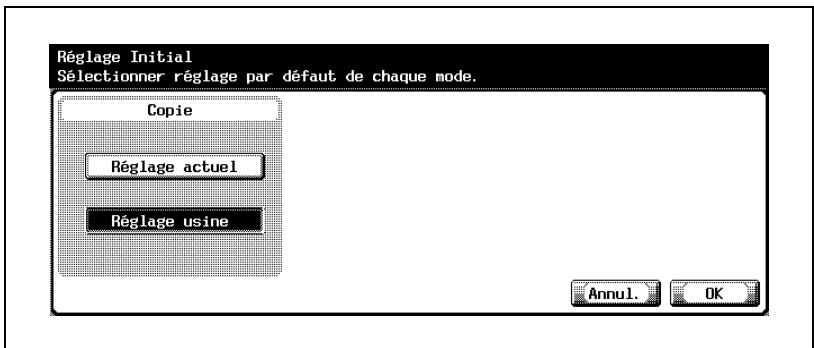 Réglage Initial
Sélectionner réglage par défaut de chaque mode.
Copie
Réglage actuel
Réglage usine
Annul. OK